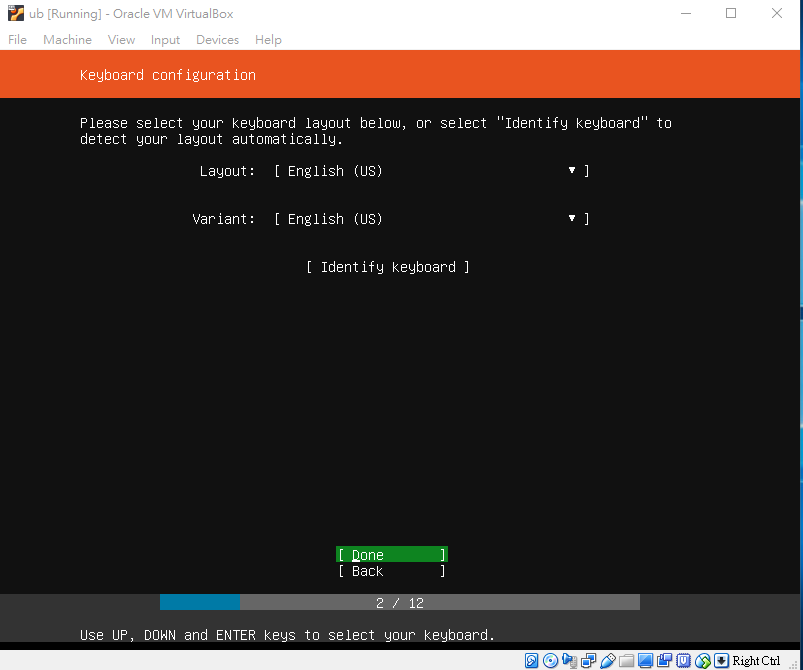 ub [Running] - Oracle VM VirtualBox
File Machine View Input Devices Help
Keyboard configuration
Please select your keyboard layout below, or select "Identify keyboard" to
detect your layout automatically.
Layout: [ English (US) ▾ ]
Variant: [ English (US) ▾ ]
[ Identify keyboard ]
[ Done ]
[ Back ]
2 / 12
Use UP, DOWN and ENTER keys to select your keyboard.
Right Ctrl